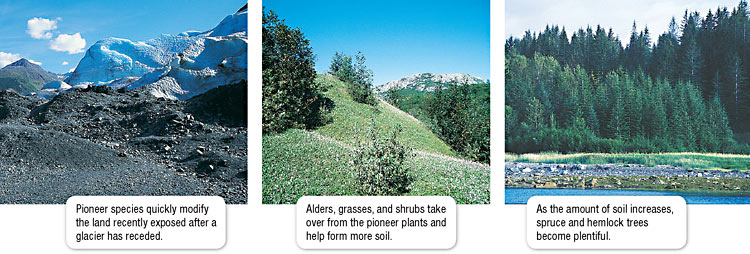 Pioneer species quickly modify
the land recently exposed after a
glacier has receded.
Alders, grasses, and shrubs take
over from the pioneer plants and
help form more soil.
As the amount of soil increases,
spruce and hemlock trees
become plentiful.